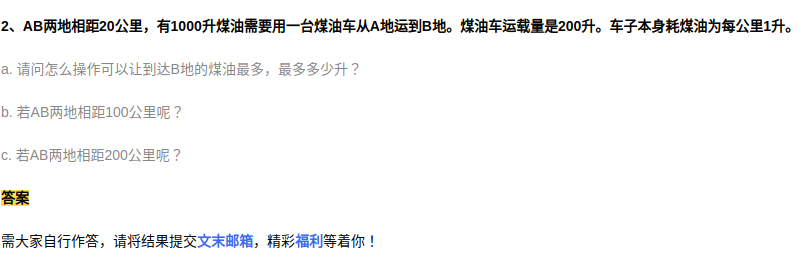 2、AB两地相距20公里，有1000升煤油需要用一台煤油车从A地运到B地。煤油车运载量是200升。车子本身耗煤油为每公里1升。
a. 请问怎么操作可以让到达B地的煤油最多，最多多少升？
b. 若AB两地相距100公里呢？
c. 若AB两地相距200公里呢？
答案
需大家自行作答，请将结果提交文末邮箱，精彩福利等着你！